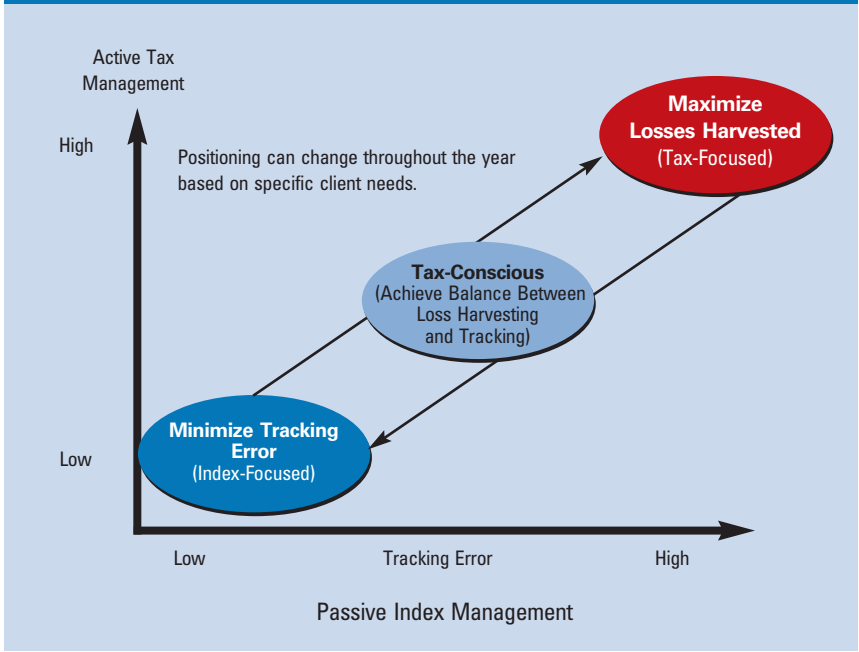 Active Tax
Management
High
Positioning can change throughout the year
based on specific client needs.
Maximize
Losses Harvested
(Tax-Focused)
Tax-Conscious
(Achieve Balance Between
Loss Harvesting
and Tracking)
Minimize Tracking
Error
(Index-Focused)
Low
Low
Tracking Error
High
Passive Index Management